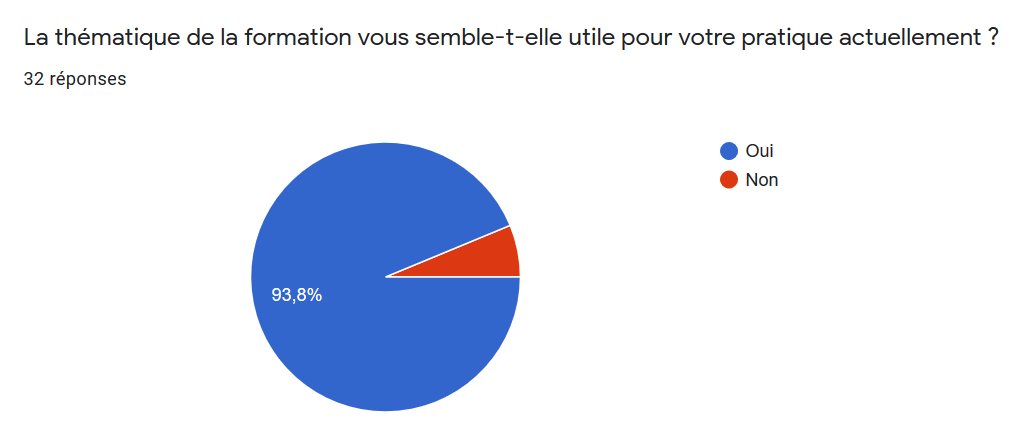 La thématique de la formation vous semble-t-elle utile pour votre pratique actuellement ?
32 réponses
Oui
Non
93,8%